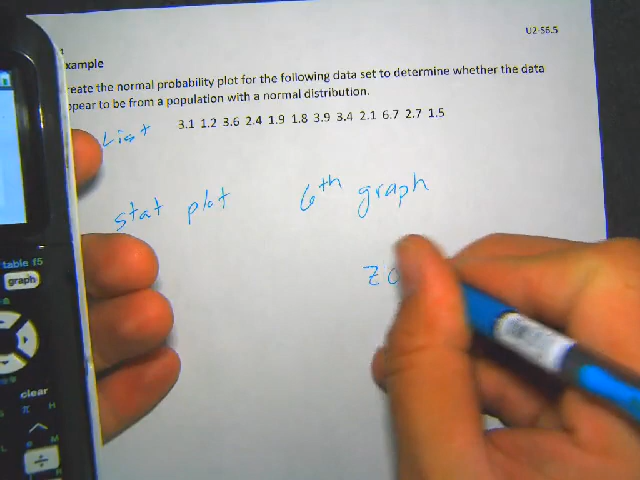 U2-S6.5
xample
reate the normal probability plot for the following data set to determine whether the data
pear to be from a population with a normal distribution.
3.1 1.2 3.6 2.4 1.9 1.8 3.9 3.4 2.1 6.7 2.7 1.5
List
stat plot 6th graph
zo
table f5
graph
clear